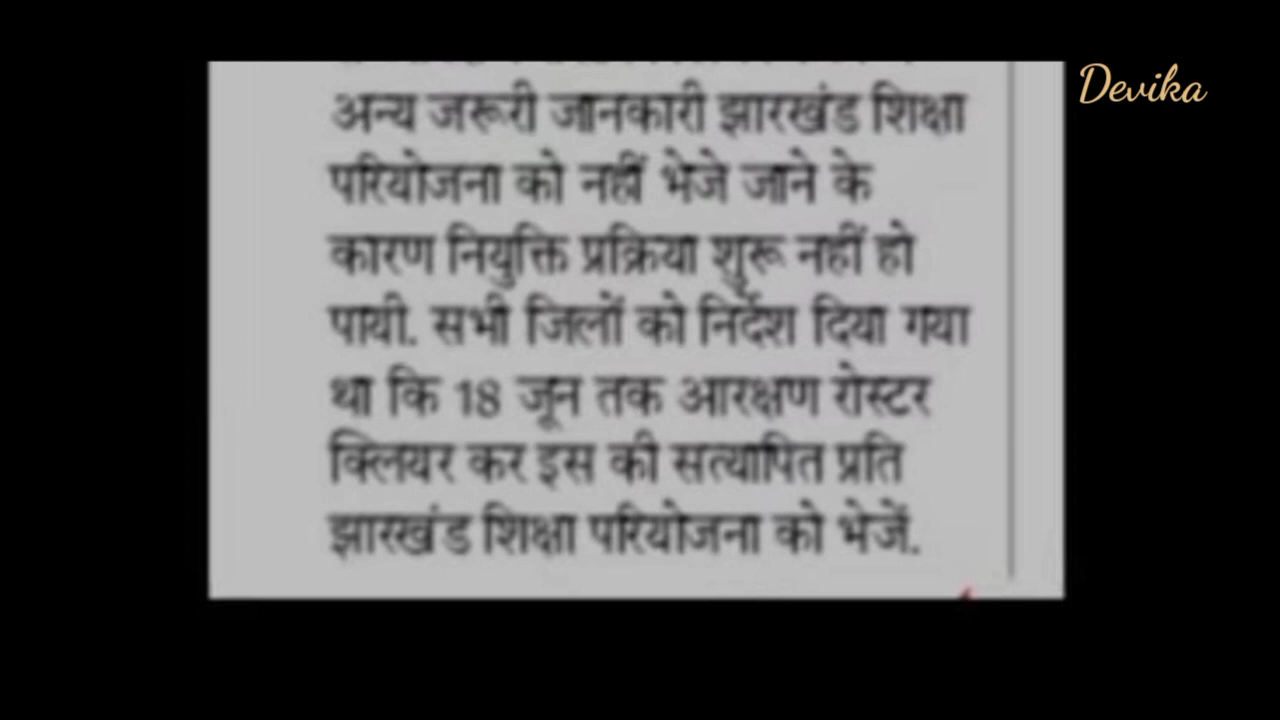 Devika
अन्य जरूरी जानकारी झारखंड शिक्षा
परियोजना को नहीं भेजे जाने के
कारण नियुक्ति प्रक्रिया शुरू नहीं हो
पायी. सभी जिलों को निर्देश दिया गया
था कि 18 जून तक आरक्षण रोस्टर
क्लियर कर इस की सत्यापित प्रति
झारखंड शिक्षा परियोजना को भेजें.